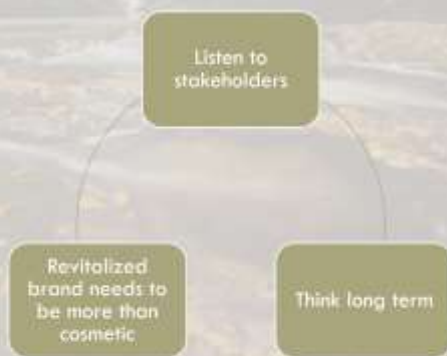 Listen to
stakeholders
Revitalized
brand needs to
be more than
cosmetic
Think long term